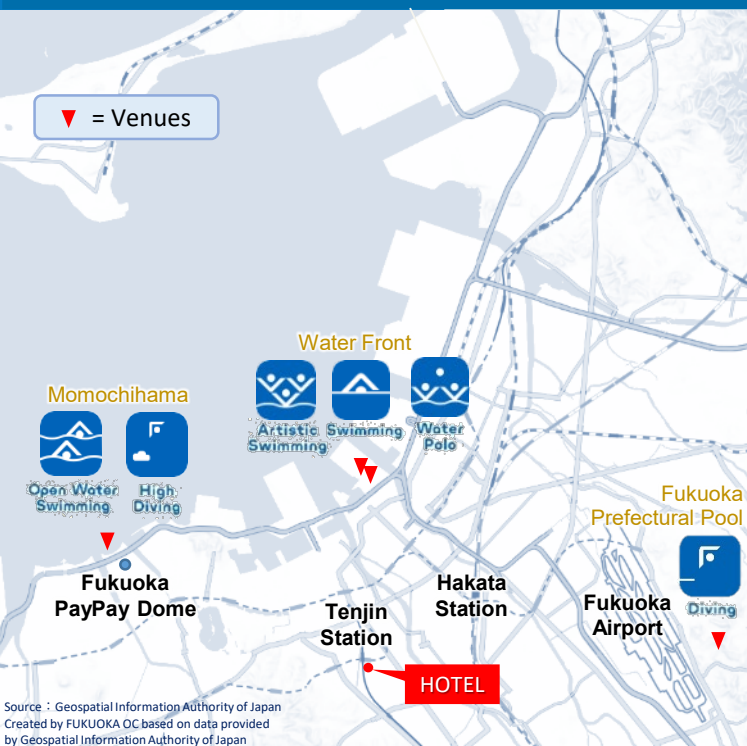 = Venues
Water Front
Artistic
Swimming
Swimming
Water
Polo
Momochihama
Open Water
Swimming
High
Diving
Fukuoka
Prefectural Pool
Diving
Fukuoka
PayPay Dome
Tenjin
Station
Hakata
Station
Fukuoka
Airport
HOTEL
Source：Geospatial Information Authority of Japan
Created by FUKUOKA OC based on data provided
by Geospatial Information Authority of Japan